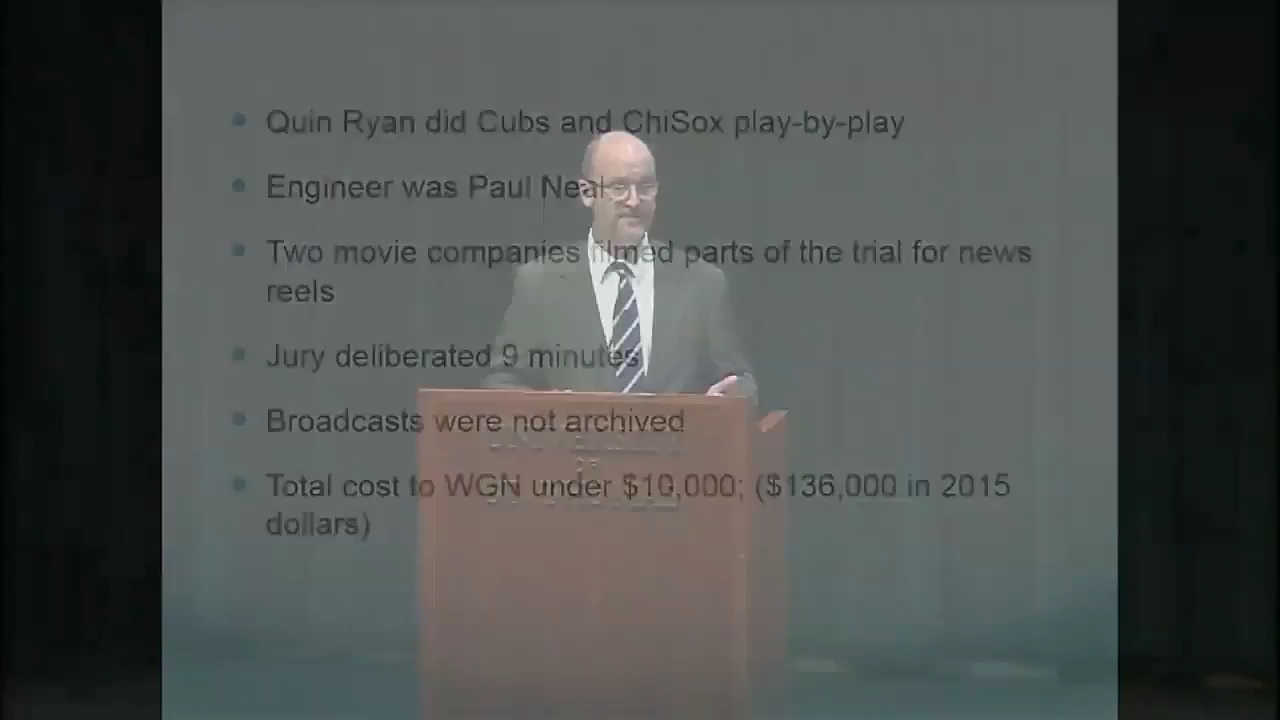 Quin Ryan did Cubs and ChiSox play-by-play
Engineer was Paul Neal
Two movie companies filmed parts of the trial for news
reels
Jury deliberated 9 minutes
Broadcasts were not archived
Total cost to WGN under $10,000; ($136,000 in 2015
dollars)
UNIVERSITY
OF